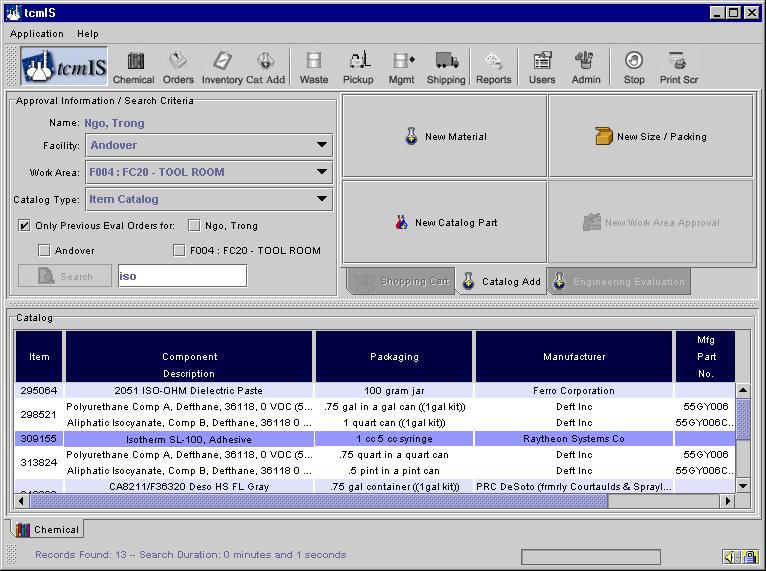 tcmIS
Application Help
tcmIS
Chemical Orders Inventory Cat Add Waste Pickup Mgmt Shipping Reports Users Admin Stop Print Scr
Approval Information / Search Criteria
Name: Ngo, Trong
Facility: Andover
Work Area: F004 : FC20 - TOOL ROOM
Catalog Type: Item Catalog
Only Previous Eval Orders for: Ngo, Trong
Andover F004 : FC20 - TOOL ROOM
Search iso
New Material
New Size / Packing
New Catalog Part
New Work Area Approval
Shopping Cart Catalog Add Engineering Evaluation
Catalog
Item Component Description Packaging Manufacturer Mfg Part No.
295064 2051 ISO-OHM Dielectric Paste 100 gram jar Ferro Corporation
298521 Polyurethane Comp A, Defthane, 36118, 0 VOC (5... .75 gal in a gal can ((1gal kit)) Deft Inc 55GY006
Aliphatic Isocyanate, Comp B, Defthane, 36118 0 ... 1 quart can ((1gal kit)) Deft Inc 55GY006C...
309155 Isotherm SL-100, Adhesive 1 cc 5 cc syringe Raytheon Systems Co
313824 Polyurethane Comp A, Defthane, 36118, 0 VOC (5... .75 quart in a quart can Deft Inc 55GY006
Aliphatic Isocyanate, Comp B, Defthane, 36118 0 ... .5 pint in a pint can Deft Inc 55GY006C...
CA8211/F36320 Deso HS FL Gray .75 gal container ((1gal kit)) PRC DeSoto (frmrly Courtaulds & Sprayl...
Chemical
Records Found: 13 -- Search Duration: 0 minutes and 1 seconds